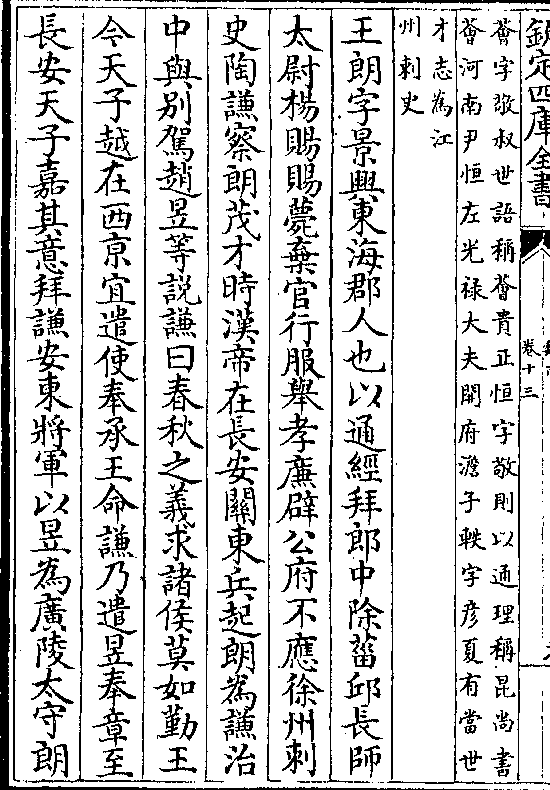 欽定四庫全書
卷十三
薈字敬叔世語稱薈貴正恒字敬則以通理稱昆尚書
薈河南尹恒左光禄大夫開府澹子軼字彦夏有當世
才志為江
州刺史
王朗字景興東海郡人也以通經拜郎中除菑邱長師
太尉楊賜賜薨棄官行服舉孝廉辟公府不應徐州刺
史陶謙察朗茂才時漢帝在長安關東兵起朗為謙治
中與别駕趙昱等説謙曰春秋之義求諸侯莫如勤王
今天子越在西京宜遣使奉承王命謙乃遣昱奉章至
長安天子嘉其意拜謙安東將軍以昱為廣陵太守朗